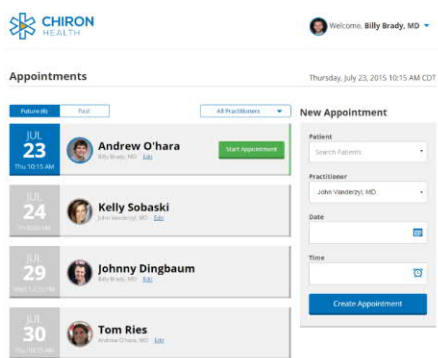 CHIRON
HEALTH
Welcome, Billy Brady, MD
Appointments
Thursday, July 23, 2015 10:15 AM CDT
Future (6)
Past
All Practitioners
New Appointment
JUL
23
Thu 10:15 AM
Andrew O'hara
Billy Brady, MD Edit
Start Appointment
Patient
Search Patients
Practitioner
John Vanderzyl, MD
JUL
24
Kelly Sobaski
John Vanderzyl, MD Edit
Date
JUL
29
Johnny Dingbaum
Billy Brady, MD Edit
Time
Create Appointment
JUL
30
Tom Ries
Andrew O'hara, MD Edit